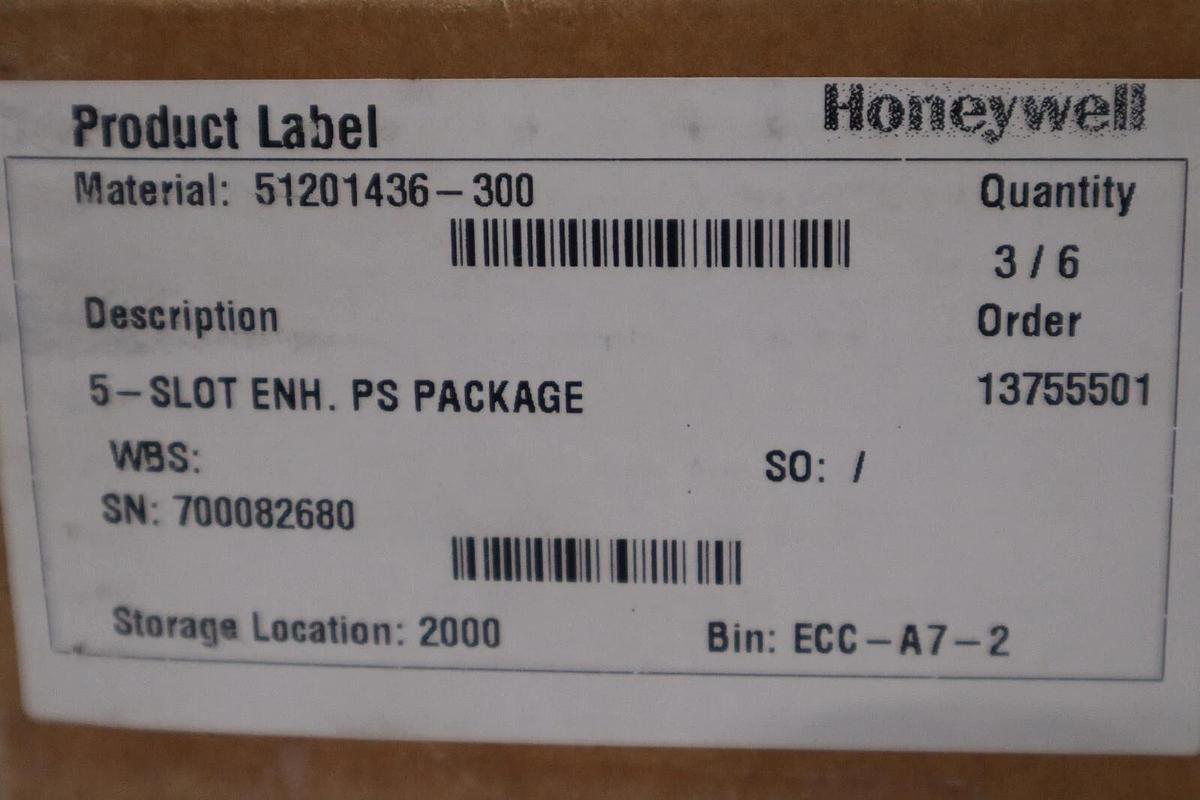 Product Label
Honeywell
Material: 51201436-300
Quantity
3 / 6
Description
Order
5-SLOT ENH. PS PACKAGE
13755501
WBS:
SO: /
SN: 700082680
Storage Location: 2000
Bin: ECC-A7-2